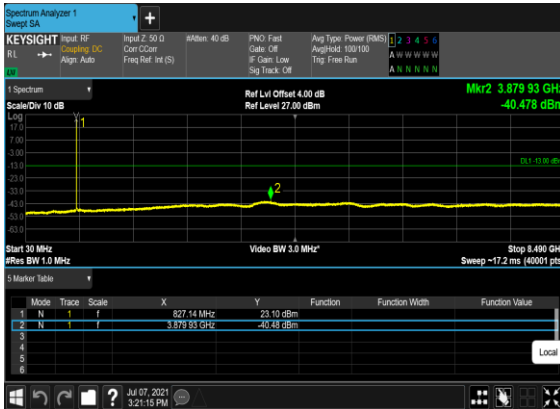 Spectrum Analyzer 1
Swept SA
+
KEYSIGHT Input: RF Input Z: 50 Ω #Atten: 40 dB PNO: Fast Avg Type: Power (RMS) 1 2 3 4 5 6
RL Coupling: DC Corr CCorr Gate: Off Avg|Hold: 100/100 A W W W W W
Align: Auto Freq Ref: Int (S) IF Gain: Low Trig: Free Run
Sig Track: Off A N N N N N
1 Spectrum
Ref Lvl Offset 4.00 dB Mkr2 3.879 93 GHz
Scale/Div 10 dB Ref Level 27.00 dBm -40.478 dBm
Log
17.0
7.00
-3.00
-13.0 DL1 -13.00 dBm
-23.0
-33.0
-43.0
-53.0
-63.0
1
2
Start 30 MHz Video BW 3.0 MHz* Stop 8.490 GH
#Res BW 1.0 MHz Sweep ~17.2 ms (40001 pts
5 Marker Table
Mode Trace Scale X Y Function Function Width Function Value
1 N 1 f 827.14 MHz 23.10 dBm
2 N 1 f 3.879 93 GHz -40.48 dBm
3
4
5
6
Local
? Jul 07, 2021
3:21:15 PM